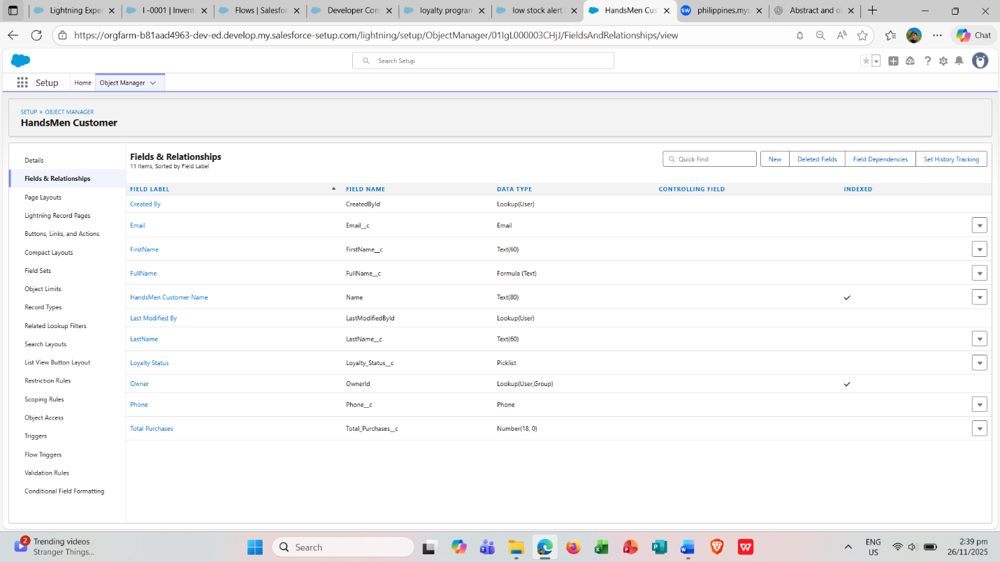 Lightning Expe
I -0001 | Invent
Flows | Salesfor
Developer Con
loyalty program
low stock alert
HandsMen Cus
SW philippines.mys
Abstract and o
https://orgfarm-b81aad4963-dev-ed.develop.my.salesforce-setup.com/lightning/setup/ObjectManager/01IgL000003CHjJ/FieldsAndRelationships/view
Chat
Search Setup
Setup
Home
Object Manager
SETUP > OBJECT MANAGER
HandsMen Customer
Details
Fields & Relationships
Page Layouts
Lightning Record Pages
Buttons, Links, and Actions
Compact Layouts
Field Sets
Object Limits
Record Types
Related Lookup Filters
Search Layouts
List View Button Layout
Restriction Rules
Scoping Rules
Object Access
Triggers
Flow Triggers
Validation Rules
Conditional Field Formatting
Fields & Relationships
11 Items, Sorted by Field Label
Quick Find
New
Deleted Fields
Field Dependencies
Set History Tracking
FIELD LABEL FIELD NAME DATA TYPE CONTROLLING FIELD INDEXED
Created By CreatedById Lookup(User)
Email Email__c Email
FirstName FirstName__c Text(60)
FullName FullName__c Formula (Text)
HandsMen Customer Name Name Text(80)
Last Modified By LastModifiedById Lookup(User)
LastName LastName__c Text(60)
Loyalty Status Loyalty_Status__c Picklist
Owner OwnerId Lookup(User,Group)
Phone Phone__c Phone
Total Purchases Total_Purchases__c Number(18, 0)
2
Trending videos
Stranger Things...
Search
ENG
US
2:39 pm
26/11/2025